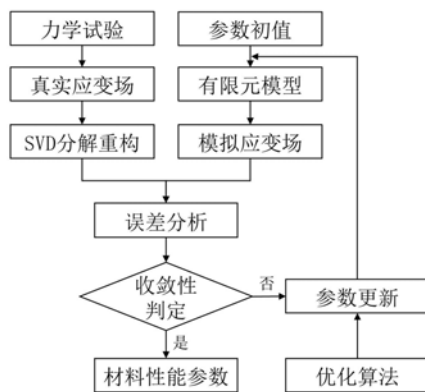 力学试验
参数初值
真实应变场
有限元模型
SVD分解重构
模拟应变场
误差分析
收敛性
判定
否
参数更新
是
材料性能参数
优化算法